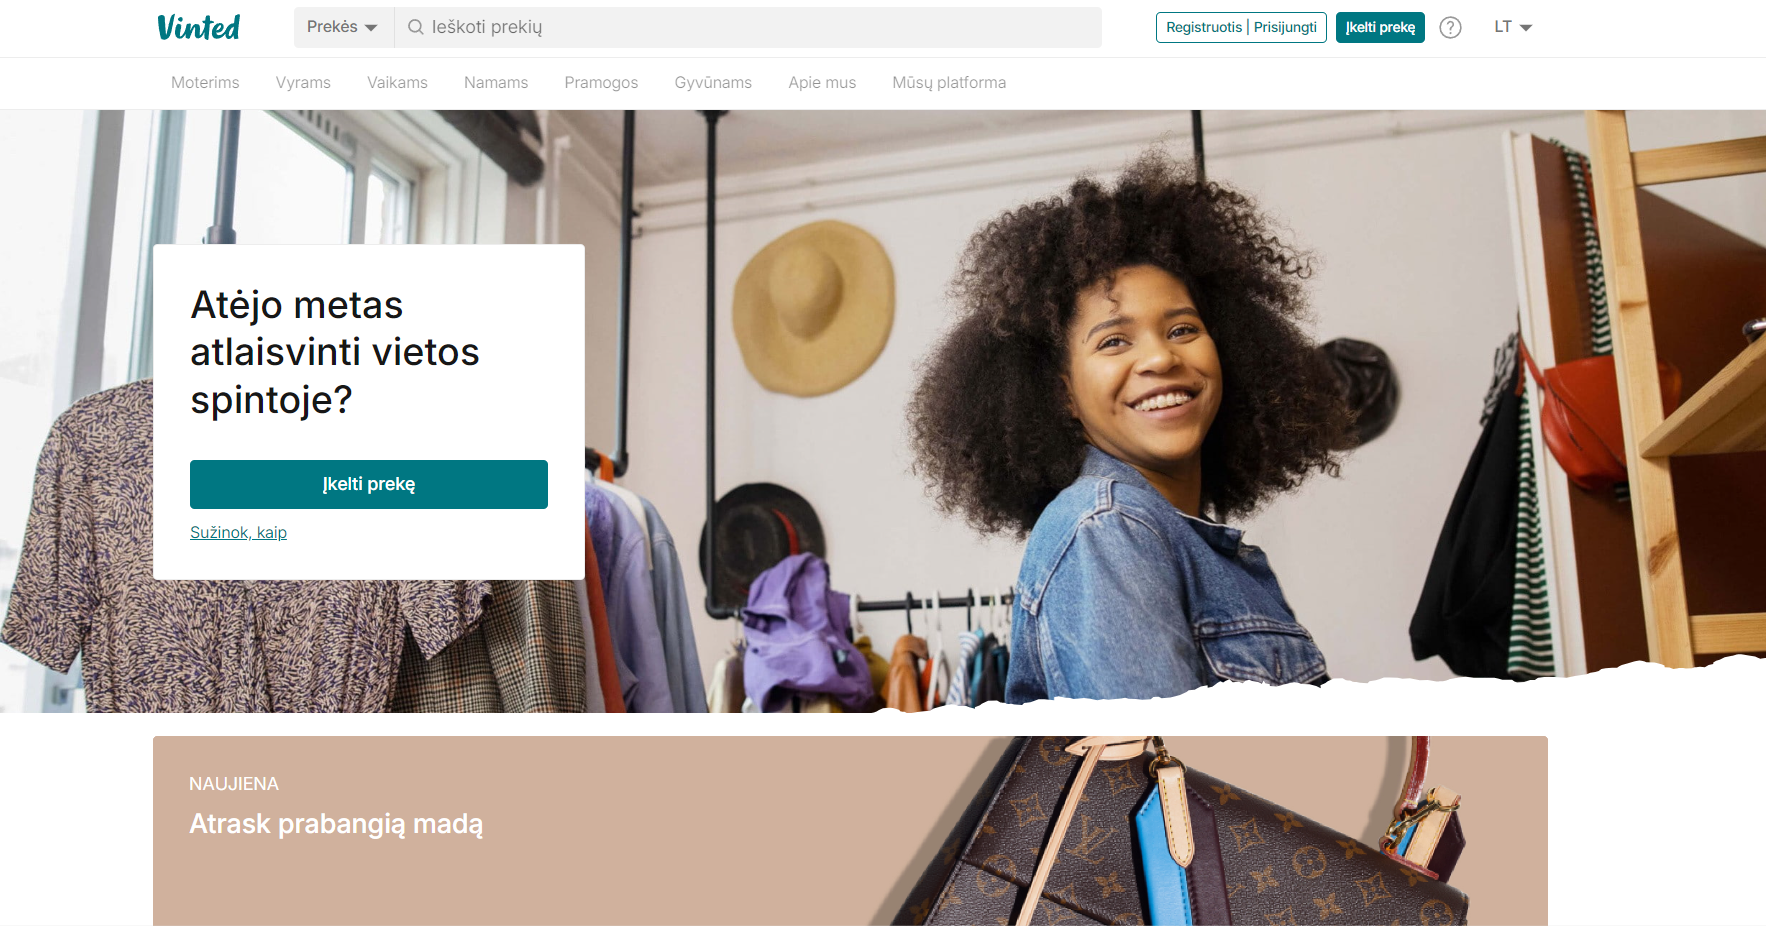 Vinted
Prekės
Ieškoti prekių
Registruotis | Prisijungti
Įkelti prekę
?
LT
Moterims
Vyrams
Vaikams
Namams
Pramogos
Gyvūnams
Apie mus
Mūsų platforma
Atėjo metas
atlaisvinti vietos
spintoje?
Įkelti prekę
Sužinok, kaip
NAUJIENA
Atrask prabangią madą